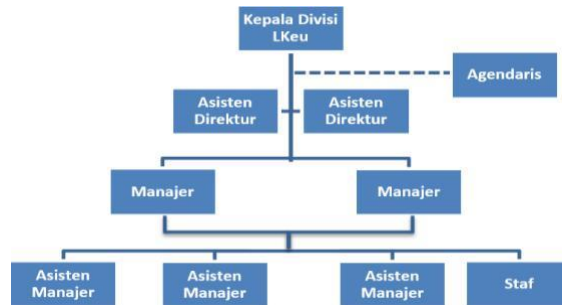 Kepala Divisi
LKeu
Agendaris
Asisten
Direktur
Asisten
Direktur
Manajer
Manajer
Asisten
Manajer
Asisten
Manajer
Asisten
Manajer
Staf